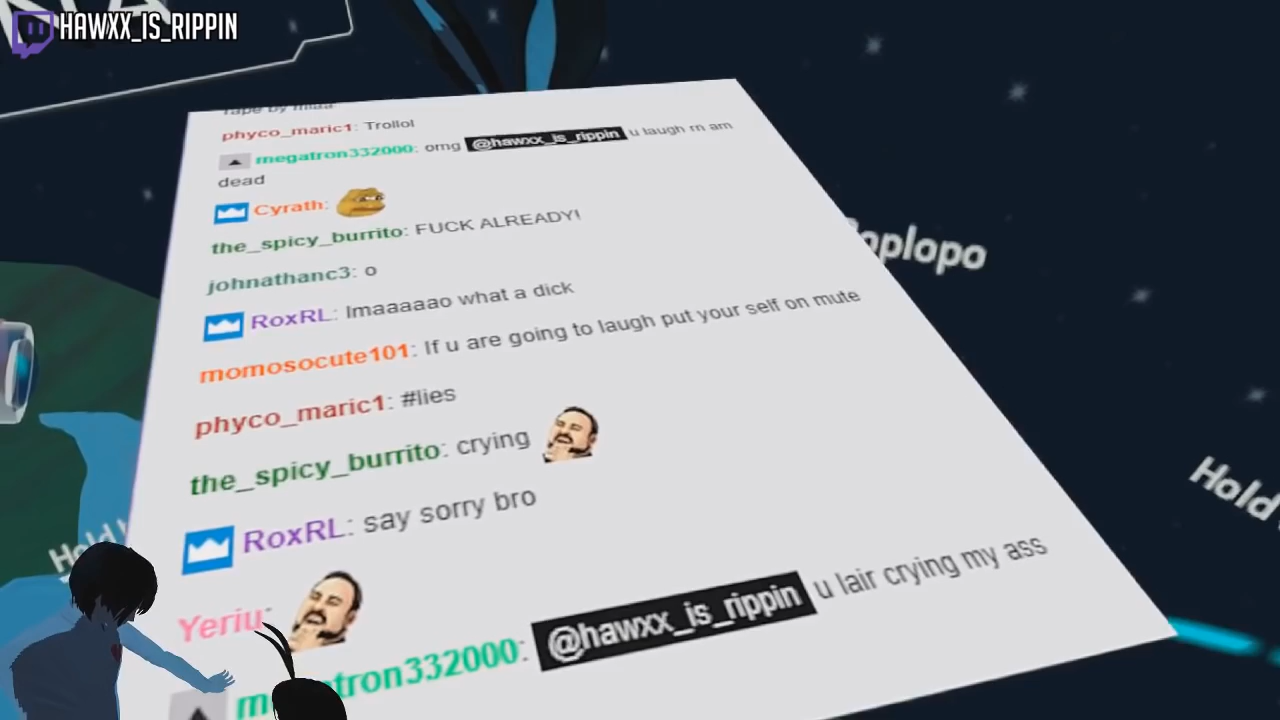 HAWXX_IS_RIPPIN
phyco_maric1: Trollol
megatron332000: omg @hawxx_is_rippin u laugh rn am
dead
Cyrath:
the_spicy_burrito: FUCK ALREADY!
johnathanc3: o
RoxRL: lmaaaaao what a dick
momosocute101: If u are going to laugh put your self on mute
phyco_maric1: #lies
the_spicy_burrito: crying
RoxRL: say sorry bro
Yeriu:
megatron332000: @hawxx_is_rippin u lair crying my ass
Hold
Hold